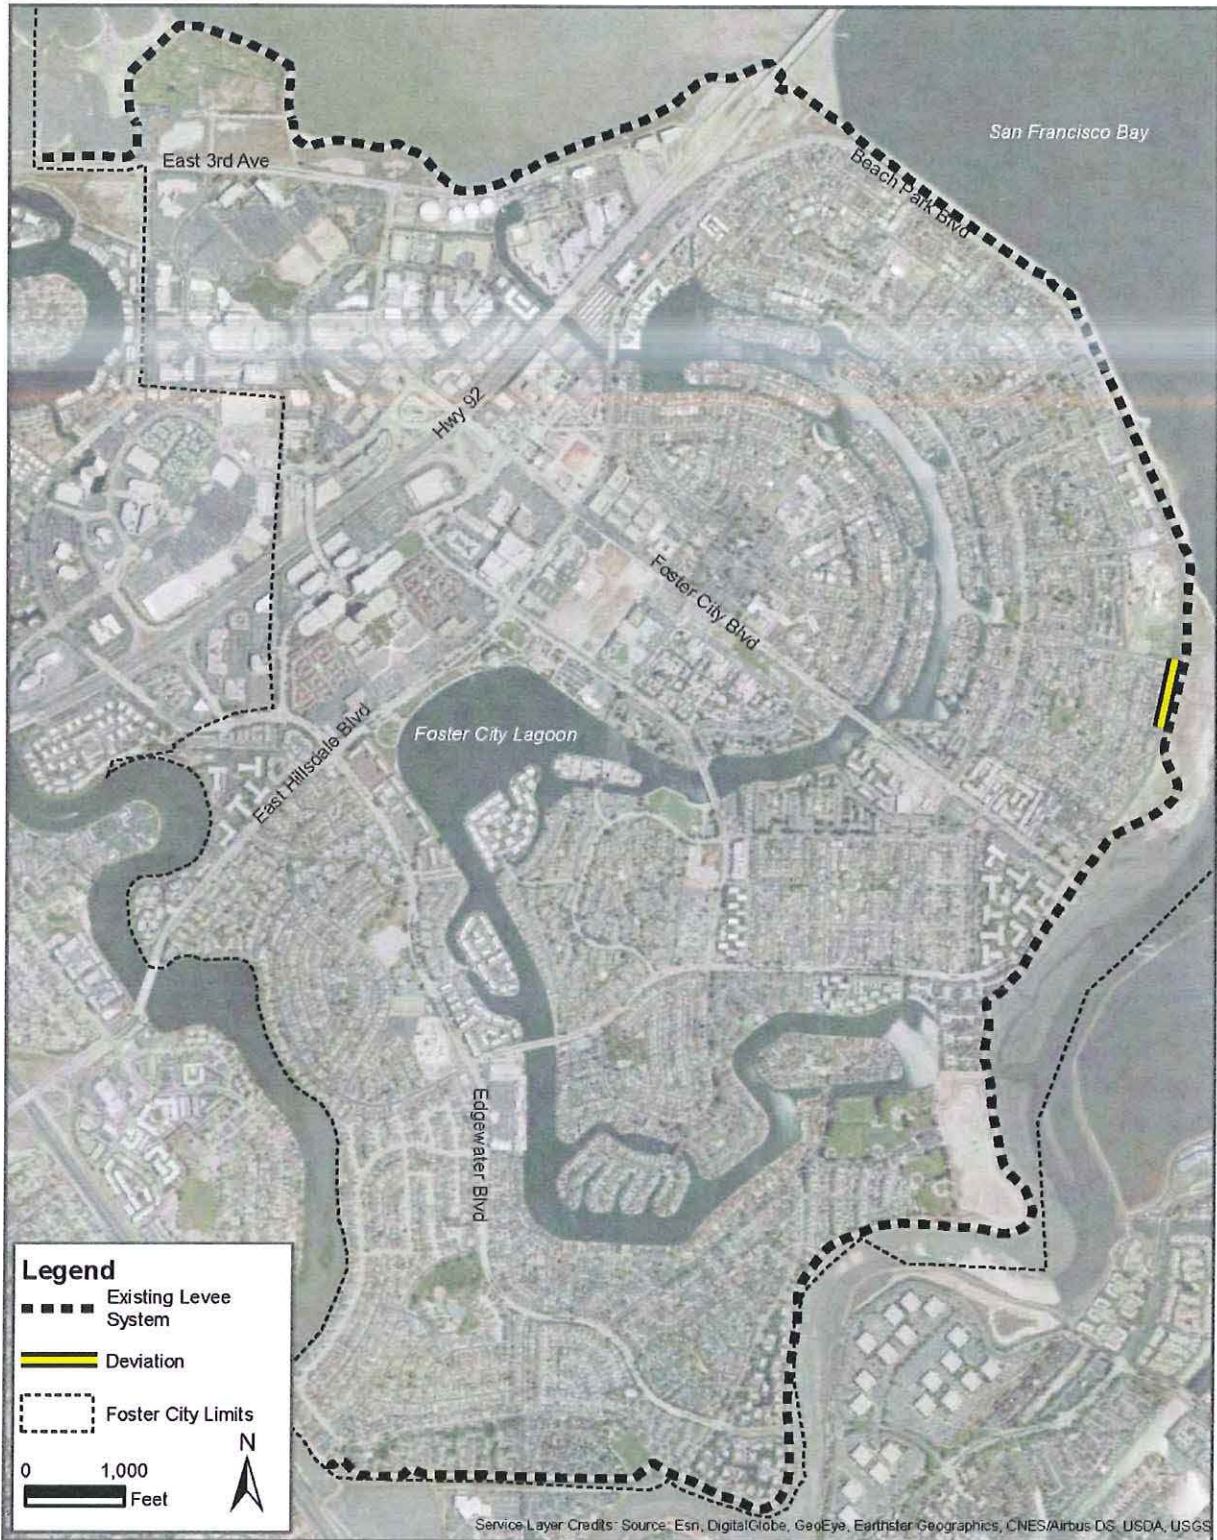 San Francisco Bay
East 3rd Ave
Beach Park Blvd
Hwy 92
Foster City Blvd
Foster City Lagoon
East Hillsdale Blvd
Edgewater Blvd
Legend
Existing Levee
System
Deviation
Foster City Limits
N
0 1,000
Feet
Service Layer Credits: Source: Esri, DigitalGlobe, GeoEye, Earthstar Geographics, CNES/Airbus DS, USDA, USGS